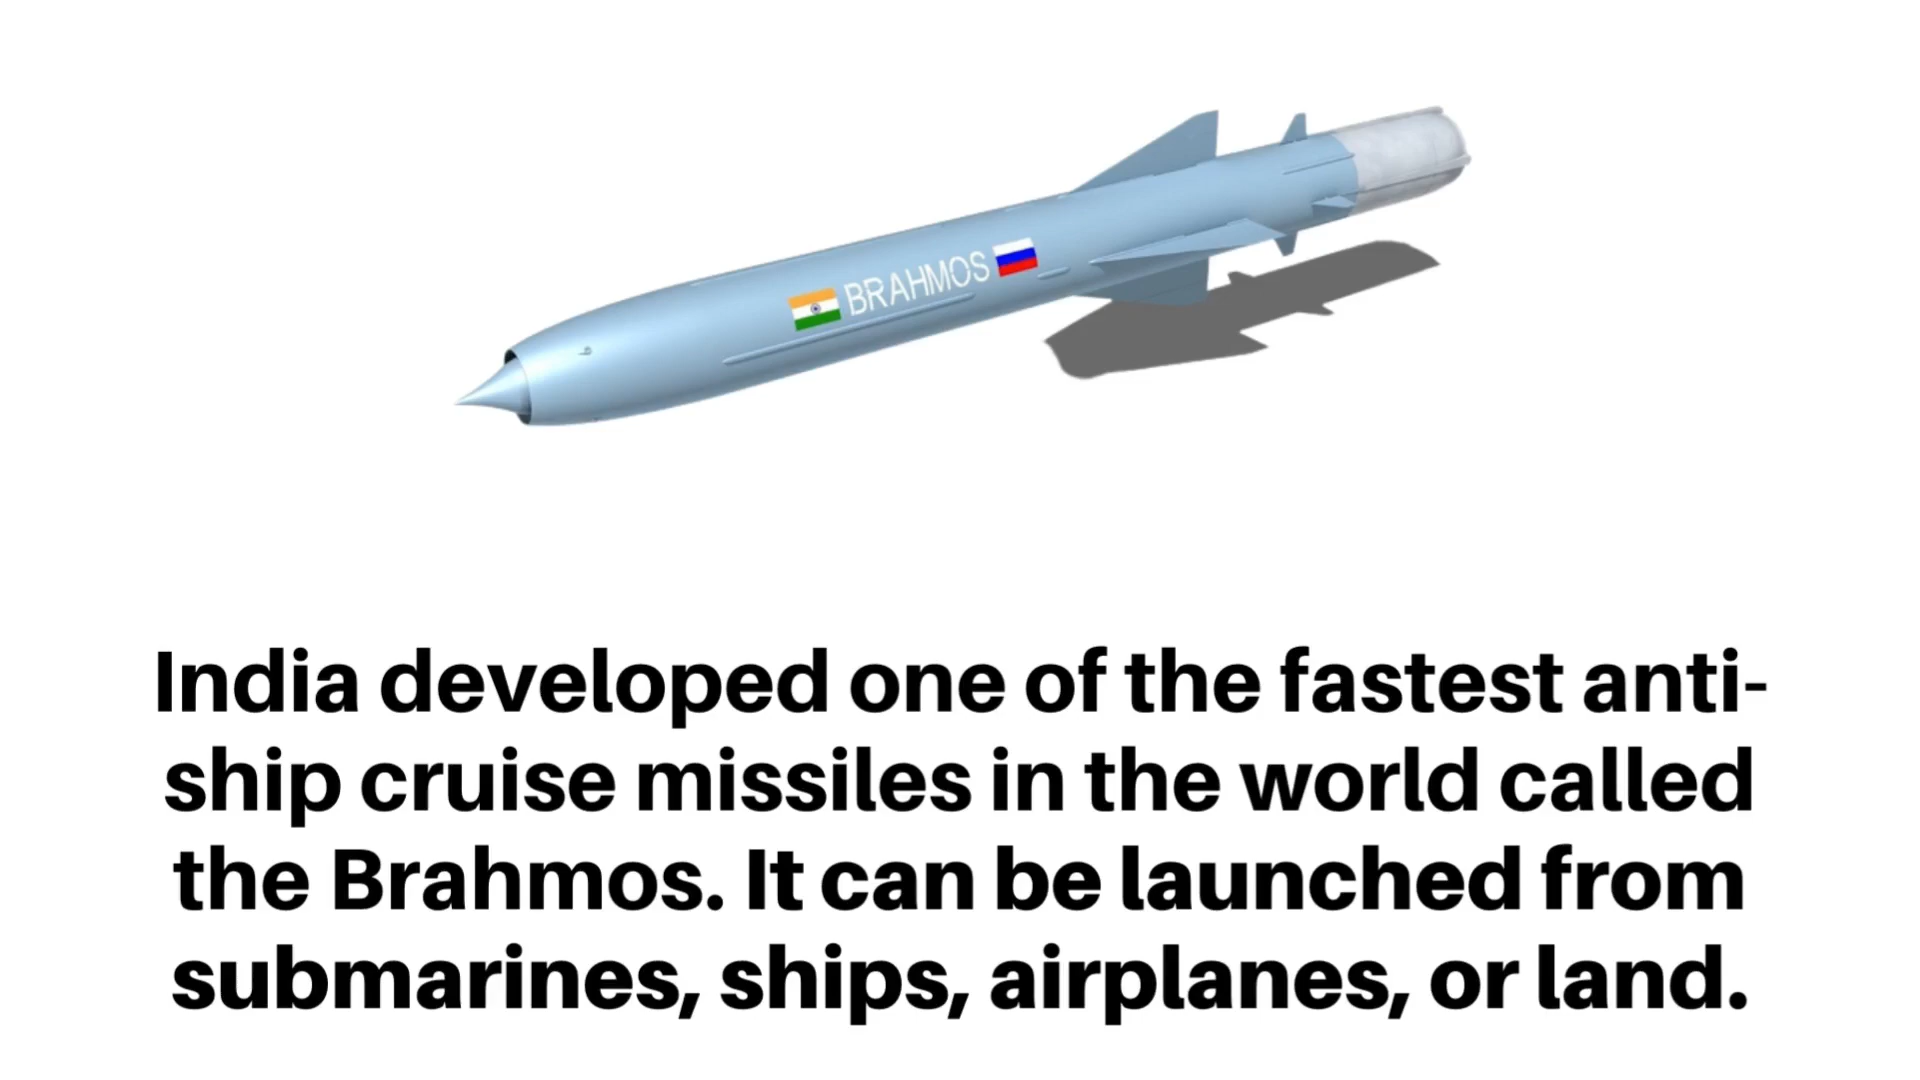 BRAHMOS
India developed one of the fastest anti-
ship cruise missiles in the world called
the Brahmos. It can be launched from
submarines, ships, airplanes, or land.